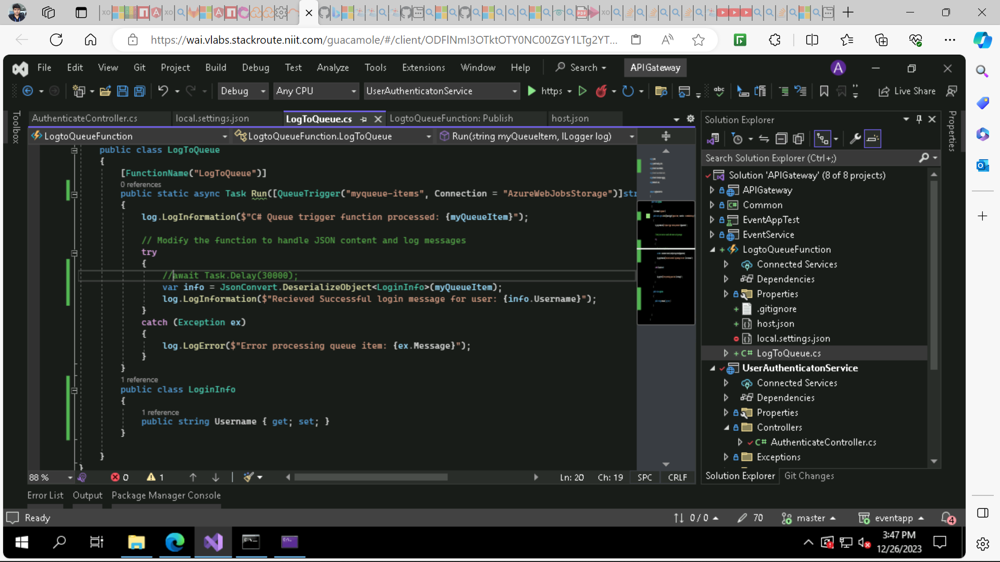 https://wai.vlabs.stackroute.niit.com/guacamole/#/client/ODFlNmI3OTktOTY0NC00ZGY1LTg2YT...
File Edit View Git Project Build Debug Test Analyze Tools Extensions Window Help Search APIGateway A
Debug Any CPU UserAuthenticatonService https Live Share
Toolbox
AuthenticateController.cs local.settings.json LogToQueue.cs LogtoQueueFunction: Publish host.json
LogtoQueueFunction LogtoQueueFunction.LogToQueue Run(string myQueueItem, ILogger log)
public class LogToQueue
{
[FunctionName("LogToQueue")]
0 references
public static async Task Run([QueueTrigger("myqueue-items", Connection = "AzureWebJobsStorage")]str
{
log.LogInformation($"C# Queue trigger function processed: {myQueueItem}");
// Modify the function to handle JSON content and log messages
try
{
//await Task.Delay(30000);
var info = JsonConvert.DeserializeObject<LoginInfo>(myQueueItem);
log.LogInformation($"Recieved Successful login message for user: {info.Username}");
}
catch (Exception ex)
{
log.LogError($"Error processing queue item: {ex.Message}");
}
}
1 reference
public class LoginInfo
{
1 reference
public string Username { get; set; }
}
}
}
88 % 0 1 Ln: 20 Ch: 19 SPC CRLF
Solution Explorer
Search Solution Explorer (Ctrl+;)
Solution 'APIGateway' (8 of 8 projects)
APIGateway
C# Common
EventAppTest
EventService
LogtoQueueFunction
Connected Services
Dependencies
Properties
.gitignore
host.json
local.settings.json
C# LogToQueue.cs
UserAuthenticatonService
Connected Services
Dependencies
Properties
Controllers
C# AuthenticateController.cs
Exceptions
Solution Explorer Git Changes
Properties
Error List Output Package Manager Console
Ready 0 / 0 70 master eventapp 4
3:47 PM
12/26/2023